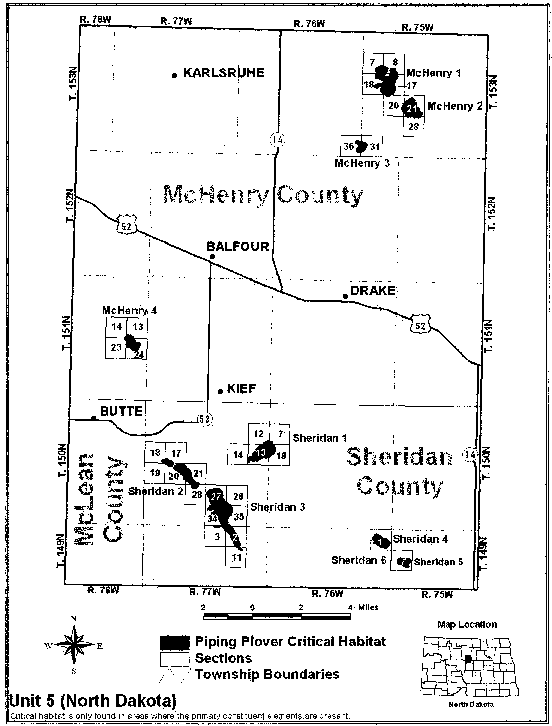 R. 78W R. 77W R. 76W R. 75W
T. 153N
T. 153N
KARLSRUHE
7 8
McHenry 1
18 17
McHenry 2
20 21
28
14
36 31
McHenry 3
McHenry County
T. 152N
T. 152N
52
BALFOUR
DRAKE
McHenry 4
14 13
23 24
52
T. 151N
T. 151N
KIEF
BUTTE
53
12 7
Sheridan 1
14 13 18
14
18 17
19 20 21
Sheridan 2
28
27 26
Sheridan 3
34 35
3 2
11
McLean
County
Sheridan
County
T. 150N
T. 150N
Sheridan 4
Sheridan 6
Sheridan 5
T. 149N
T. 149N
R. 78W R. 77W R. 76W R. 75W
2 0 2 4 Miles
N
W E
S
Piping Plover Critical Habitat
Sections
Township Boundaries
Map Location
North Dakota
Unit 5 (North Dakota)
Critical habitat is only found in areas where the primary constituent elements are present.